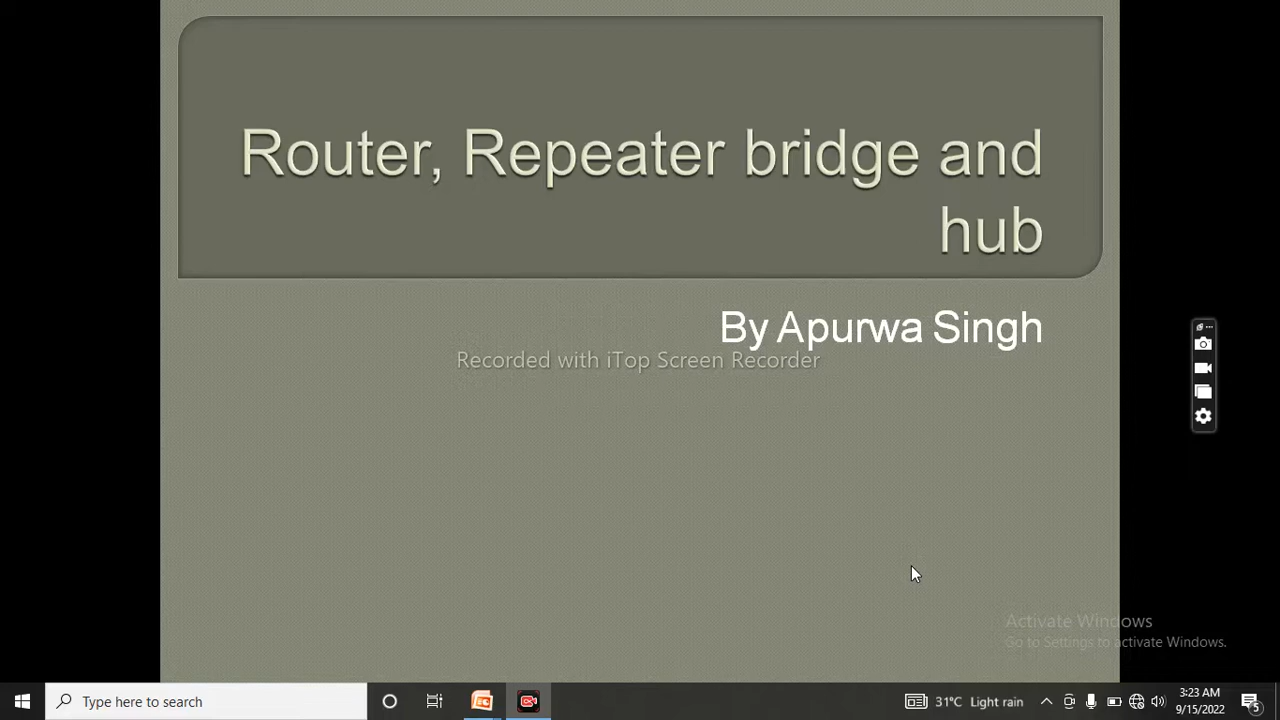 Router, Repeater bridge and
hub
By Apurwa Singh
Recorded with iTop Screen Recorder
Activate Windows
Go to Settings to activate Windows.
Type here to search
31°C Light rain
3:23 AM
9/15/2022
5